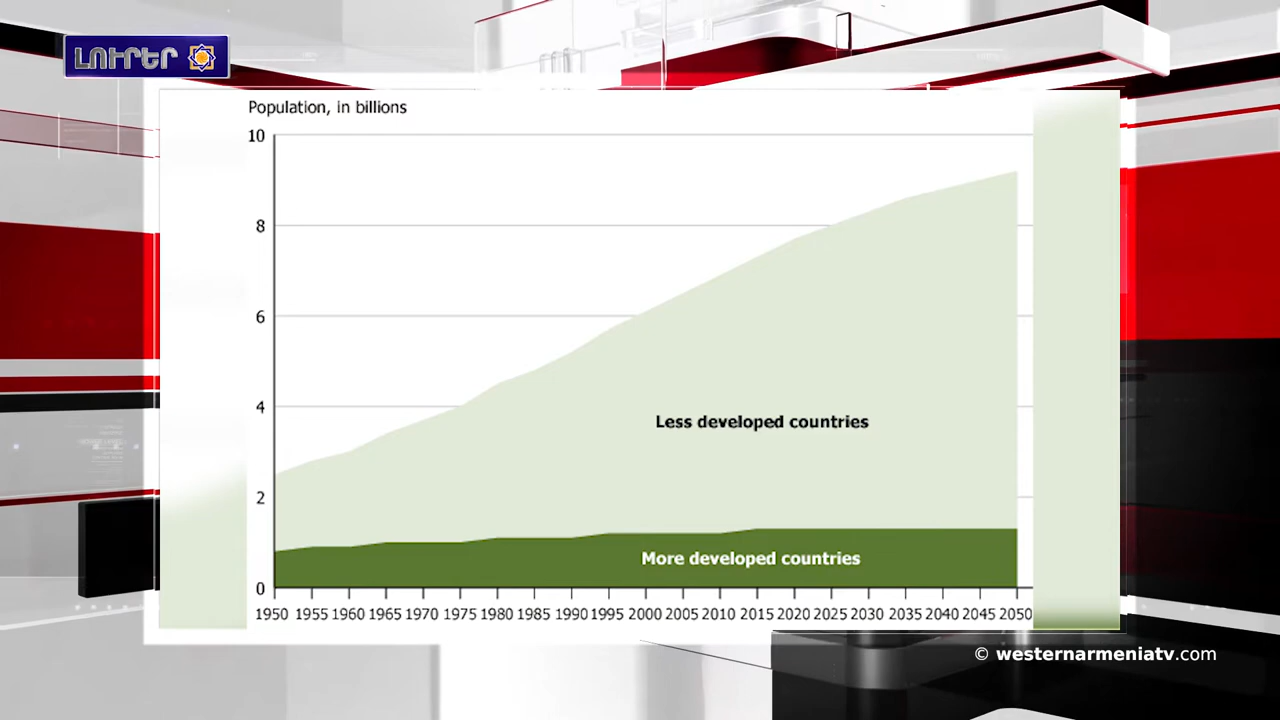 ԼՈՒՐԵՐ
Population, in billions
10
8
6
4
2
0
Less developed countries
More developed countries
1950 1955 1960 1965 1970 1975 1980 1985 1990 1995 2000 2005 2010 2015 2020 2025 2030 2035 2040 2045 2050
© westernarmeniatv.com